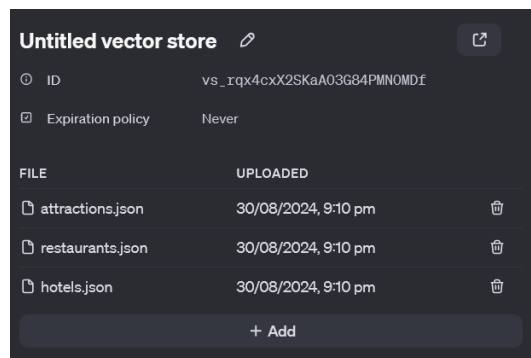 Untitled vector store
ID vs_rqx4cxX2SKaAO3G84PMNOMDf
Expiration policy Never
FILE UPLOADED
attractions.json 30/08/2024, 9:10 pm
restaurants.json 30/08/2024, 9:10 pm
hotels.json 30/08/2024, 9:10 pm
+ Add